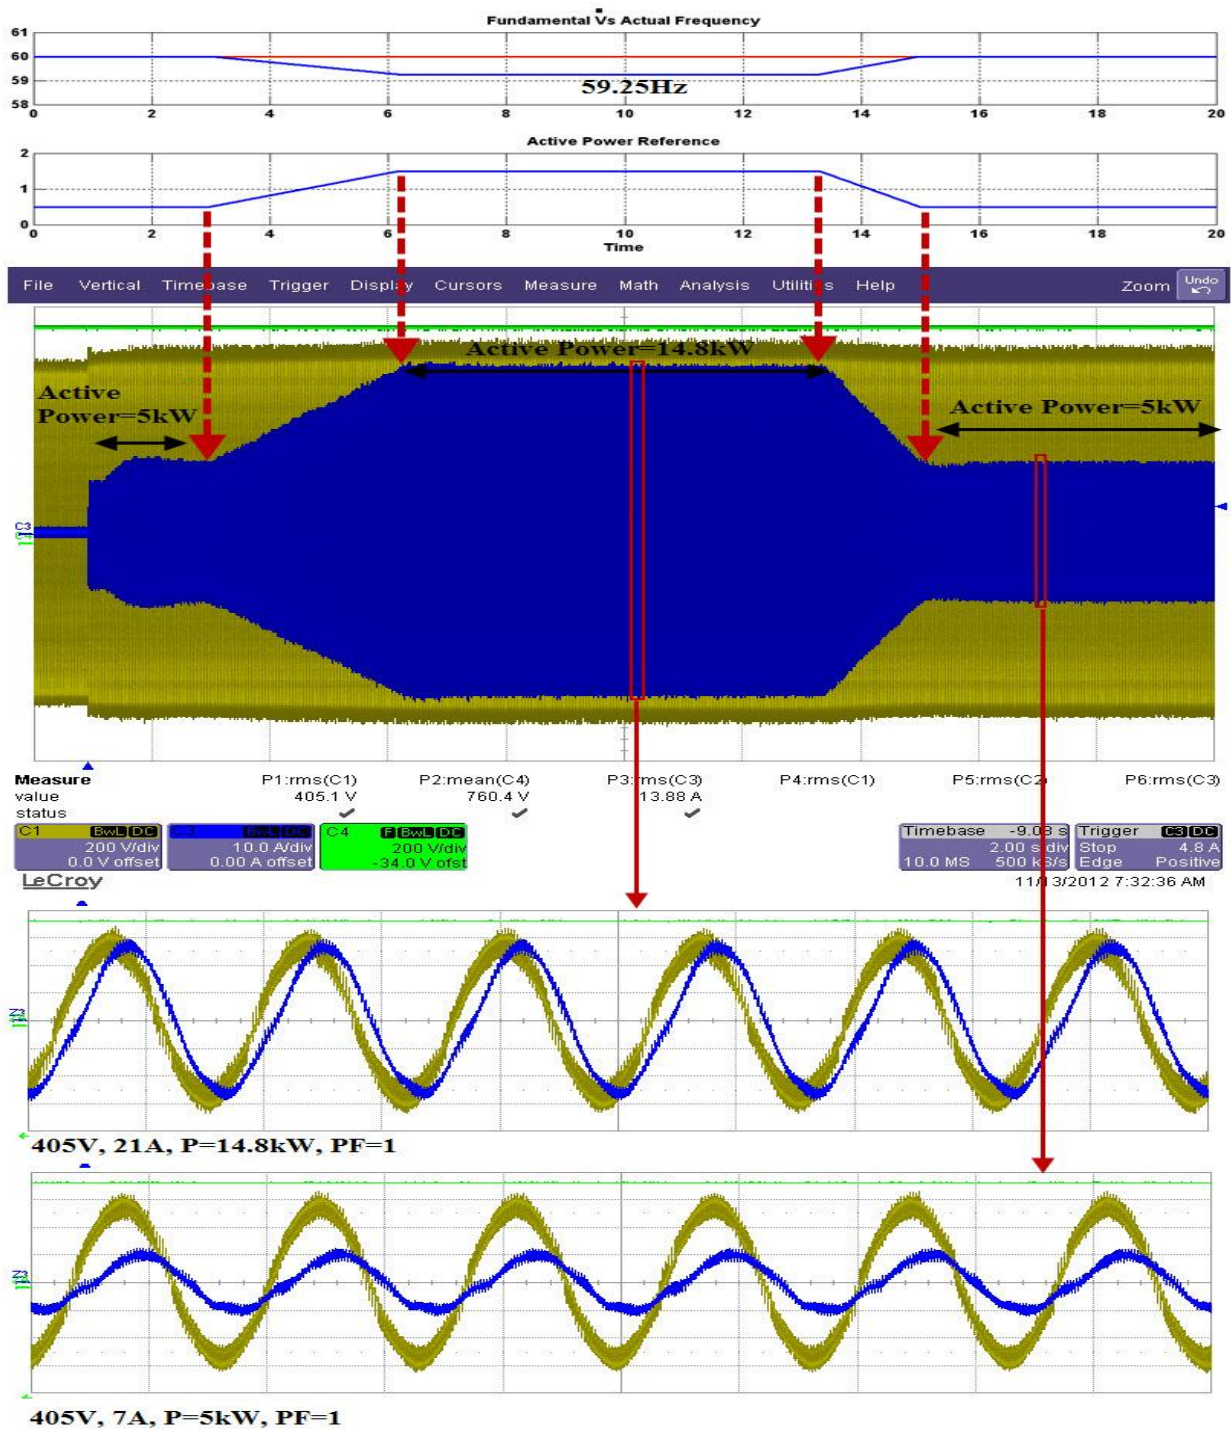 Fundamental Vs Actual Frequency
61
60
59
58
59.25Hz
0 2 4 6 8 10 12 14 16 18 20
Active Power Reference
2
1
0
0 2 4 6 8 10 12 14 16 18 20
Time
File Vertical Timebase Trigger Display Cursors Measure Math Analysis Utilities Help Zoom Undo
Active Power=14.8kW
Active
Power=5kW
Active Power=5kW
C3
Measure P1:rms(C1) P2:mean(C4) P3:rms(C3) P4:rms(C1) P5:rms(C2) P6:rms(C3)
value 405.1 V 760.4 V 13.88 A
status
C1 BwL DC C3 BwL DC C4 F BwL DC Timebase -9.08 s Trigger C3 DC
200 V/div 10.0 A/div 200 V/div 2.00 s/div Stop 4.8 A
0.0 V offset 0.00 A offset -34.0 V ofst 10.0 MS 500 kS/s Edge Positive
LeCroy 11/13/2012 7:32:36 AM
Z3
405V, 21A, P=14.8kW, PF=1
Z3
405V, 7A, P=5kW, PF=1